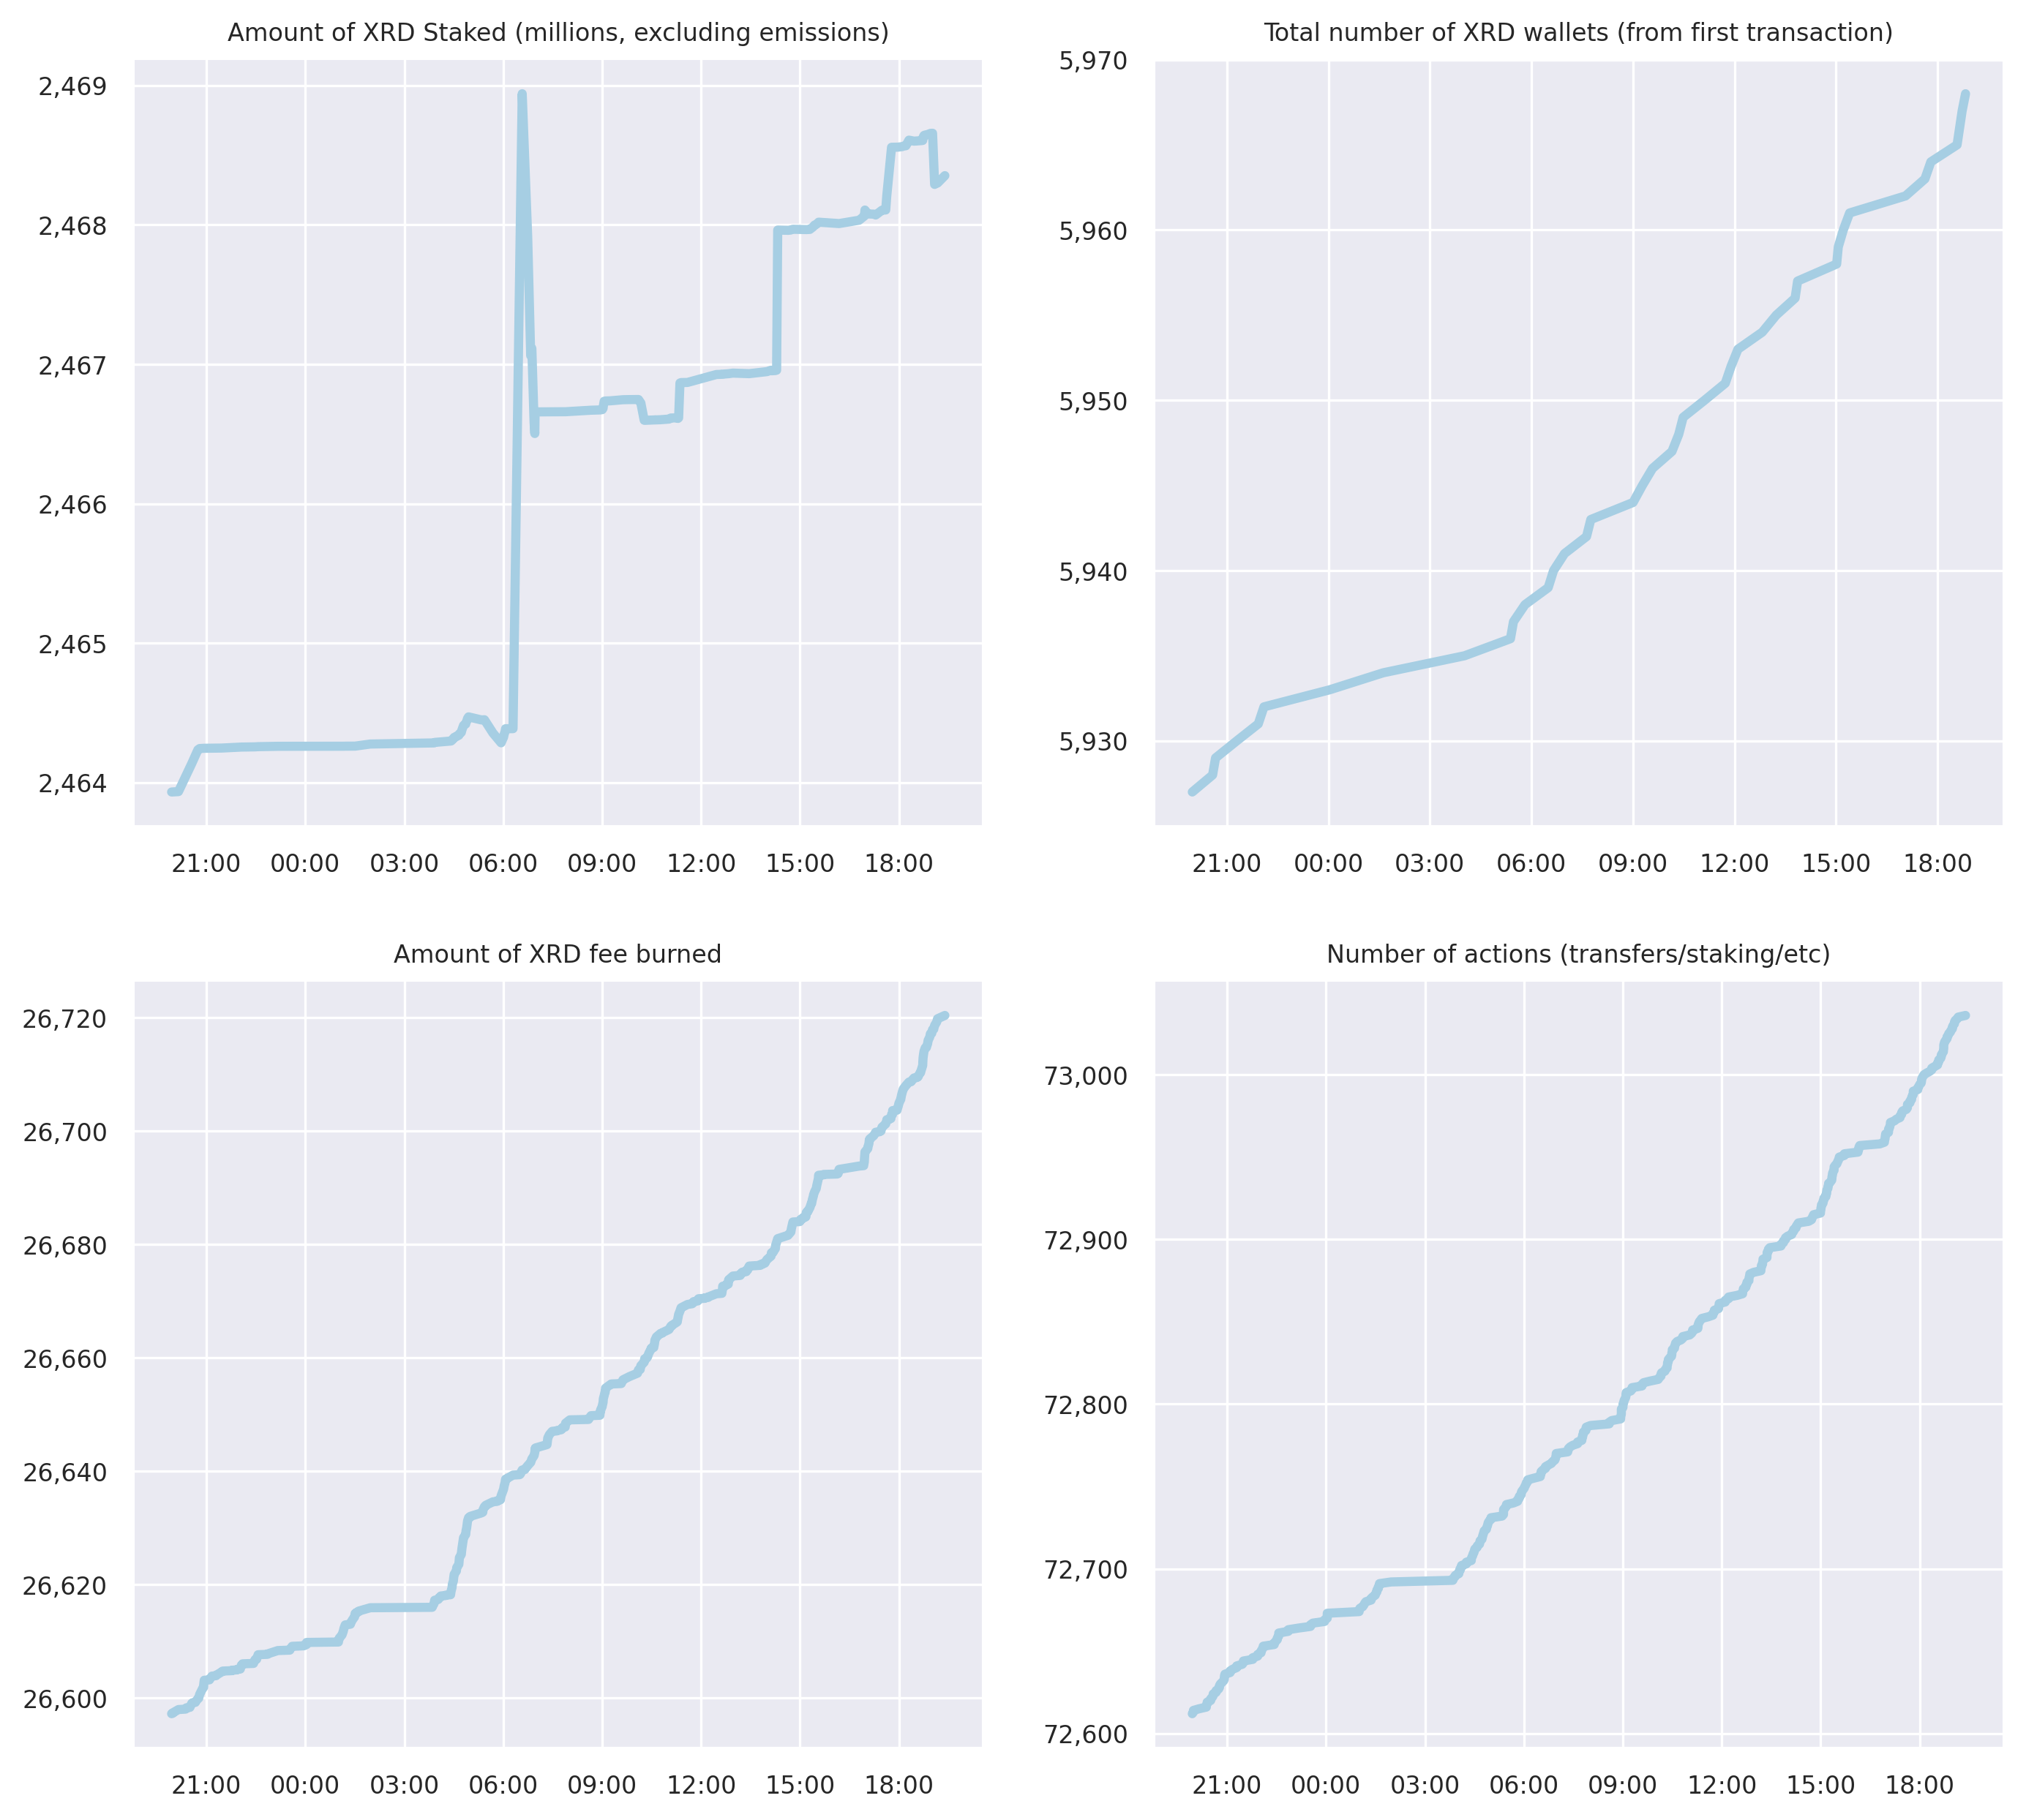 Amount of XRD Staked (millions, excluding emissions)
2,469
2,468
2,467
2,466
2,465
2,464
21:00 00:00 03:00 06:00 09:00 12:00 15:00 18:00
Total number of XRD wallets (from first transaction)
5,970
5,960
5,950
5,940
5,930
21:00 00:00 03:00 06:00 09:00 12:00 15:00 18:00
Amount of XRD fee burned
26,720
26,700
26,680
26,660
26,640
26,620
26,600
21:00 00:00 03:00 06:00 09:00 12:00 15:00 18:00
Number of actions (transfers/staking/etc)
73,000
72,900
72,800
72,700
72,600
21:00 00:00 03:00 06:00 09:00 12:00 15:00 18:00